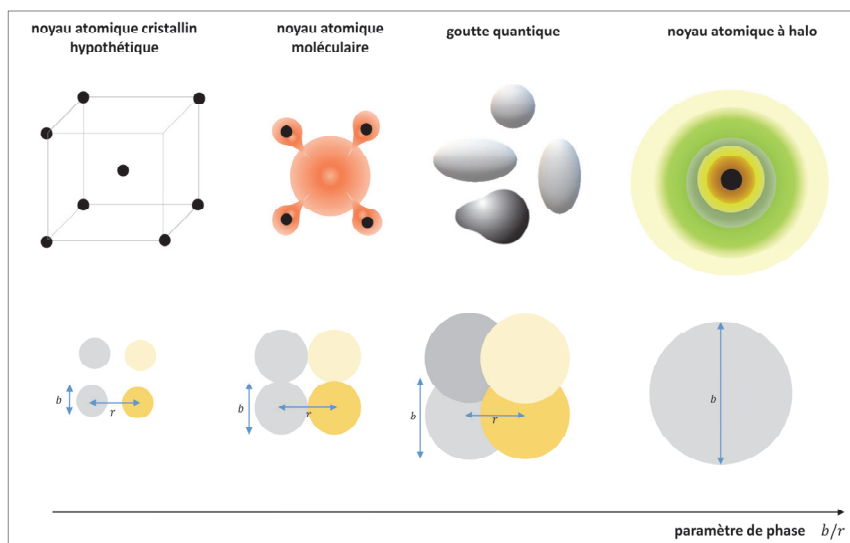 noyau atomique cristallin
hypothétique
noyau atomique
moléculaire
goutte quantique
noyau atomique à halo
b
r
b
r
b
r
b
paramètre de phase b/r